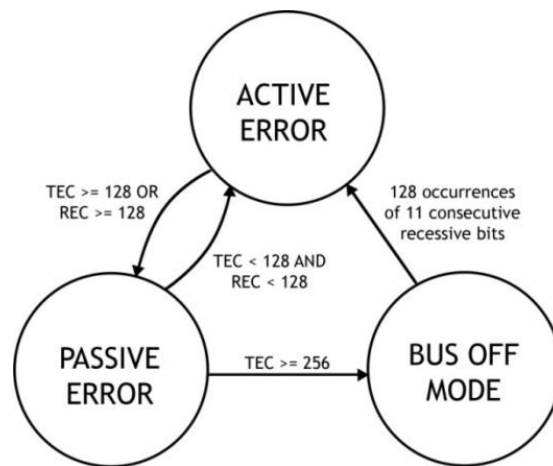 ACTIVE
ERROR
TEC >= 128 OR
REC >= 128
128 occurrences
of 11 consecutive
recessive bits
TEC < 128 AND
REC < 128
PASSIVE
ERROR
TEC >= 256
BUS OFF
MODE